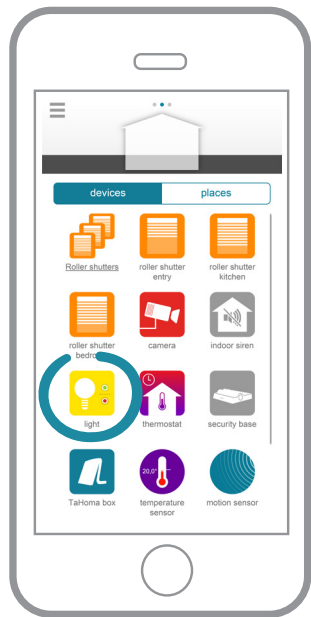 devices places
Roller shutters
roller shutter
entry
roller shutter
kitchen
roller shutter
bedroom
camera
indoor siren
light
thermostat
security base
20,0°
TaHoma box
temperature
sensor
motion sensor